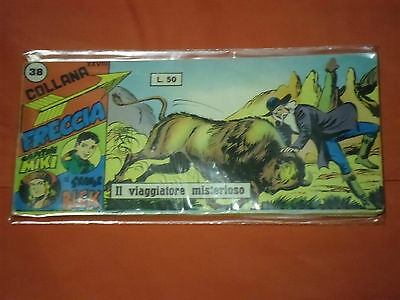 38
COLLANA
FRECCIA
L. 50
MIKI
BLEK
Il viaggiatore misterioso